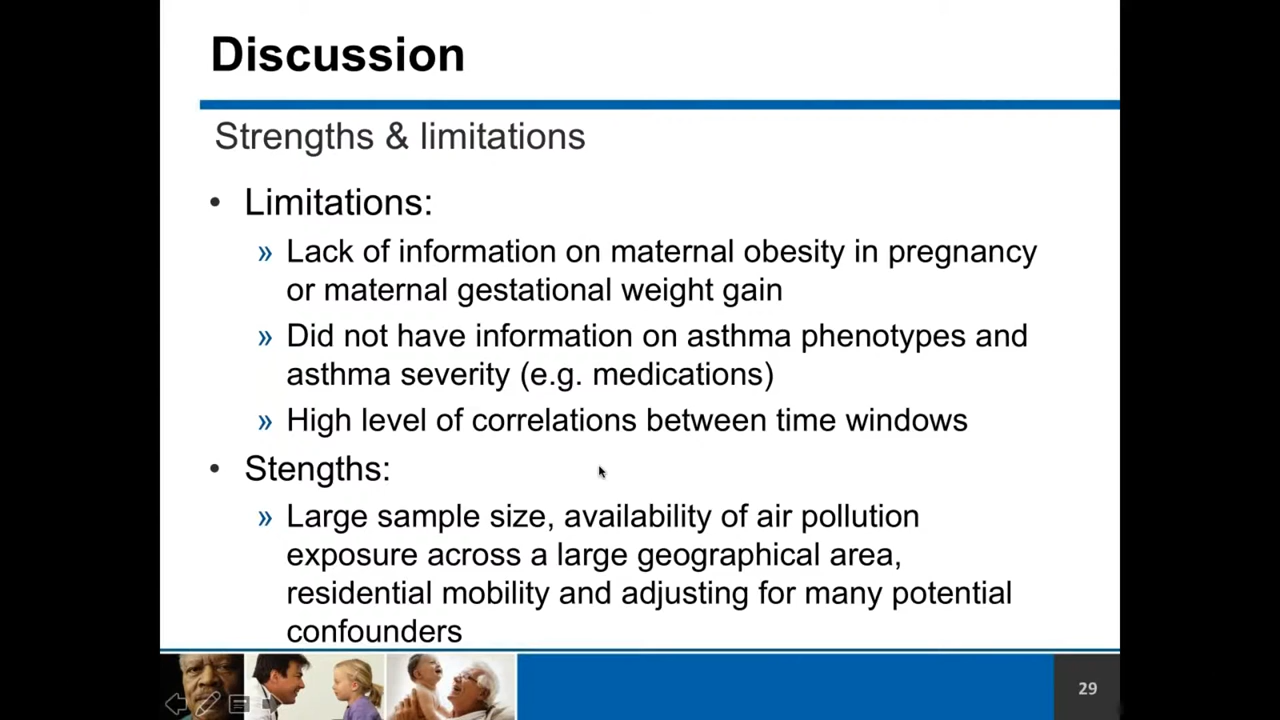 Discussion
Strengths & limitations
• Limitations:
» Lack of information on maternal obesity in pregnancy
or maternal gestational weight gain
» Did not have information on asthma phenotypes and
asthma severity (e.g. medications)
» High level of correlations between time windows
• Stengths:
» Large sample size, availability of air pollution
exposure across a large geographical area,
residential mobility and adjusting for many potential
confounders
29